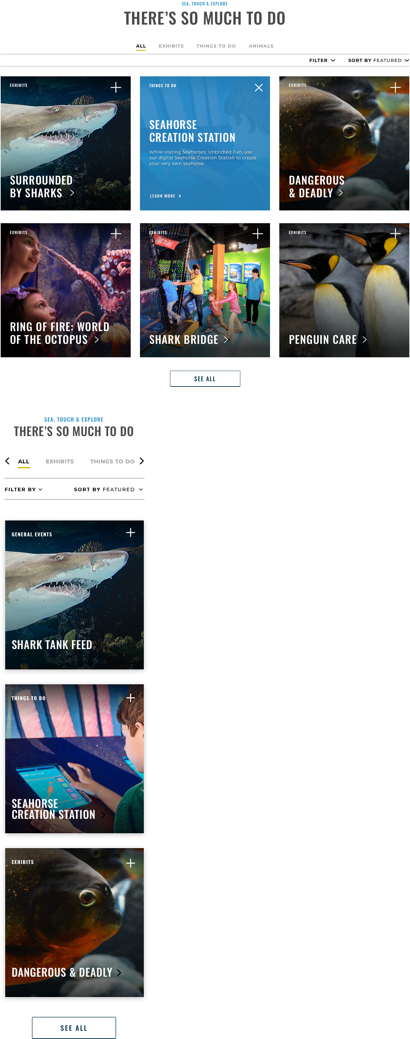 SEA, TOUCH & EXPLORE
THERE'S SO MUCH TO DO
ALL EXHIBITS THINGS TO DO ANIMALS
FILTER SORT BY FEATURED
EXHIBITS
SURROUNDED
BY SHARKS
THINGS TO DO
SEAHORSE
CREATION STATION
While visiting Seahorses: Unbridled Fun, use
our digital Seahorse Creation Station to create
your very own seahorse.
LEARN MORE
EXHIBITS
DANGEROUS
& DEADLY
EXHIBITS
RING OF FIRE: WORLD
OF THE OCTOPUS
EXHIBITS
SHARK BRIDGE
EXHIBITS
PENGUIN CARE
SEE ALL
SEA, TOUCH & EXPLORE
THERE'S SO MUCH TO DO
ALL EXHIBITS THINGS TO DO
FILTER BY SORT BY FEATURED
GENERAL EVENTS
SHARK TANK FEED
THINGS TO DO
SEAHORSE
CREATION STATION
EXHIBITS
DANGEROUS & DEADLY
SEE ALL